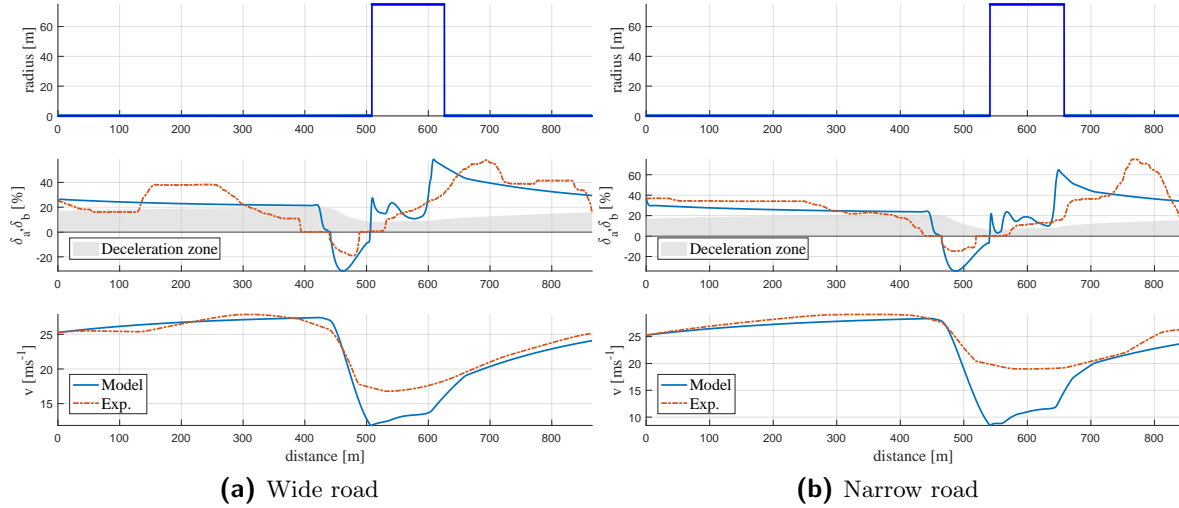 radius [m]
60
40
20
0
0 100 200 300 400 500 600 700 800
radius [m]
60
40
20
0
0 100 200 300 400 500 600 700 800
δa,δb [%]
40
20
0
-20
Deceleration zone
0 100 200 300 400 500 600 700 800
δa,δb [%]
60
40
20
0
-20
Deceleration zone
0 100 200 300 400 500 600 700 800
v [ms-1]
25
20
15
Model
Exp.
0 100 200 300 400 500 600 700 800
distance [m]
v [ms-1]
25
20
15
10
Model
Exp.
0 100 200 300 400 500 600 700 800
distance [m]
(a) Wide road
(b) Narrow road